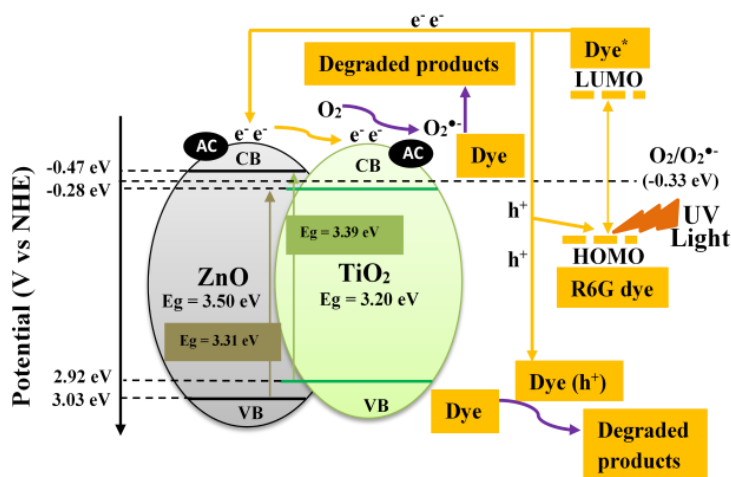 e⁻ e⁻
Dye*
LUMO
Degraded products
O₂
O₂•-
Dye
AC
e⁻ e⁻
e⁻ e⁻
AC
CB
CB
-0.47 eV
-0.28 eV
O₂/O₂•-
(-0.33 eV)
Eg = 3.39 eV
h⁺
UV
Light
h⁺
HOMO
R6G dye
ZnO
Eg = 3.50 eV
TiO₂
Eg = 3.20 eV
Eg = 3.31 eV
Potential (V vs NHE)
2.92 eV
3.03 eV
VB
VB
Dye (h⁺)
Dye
Degraded
products